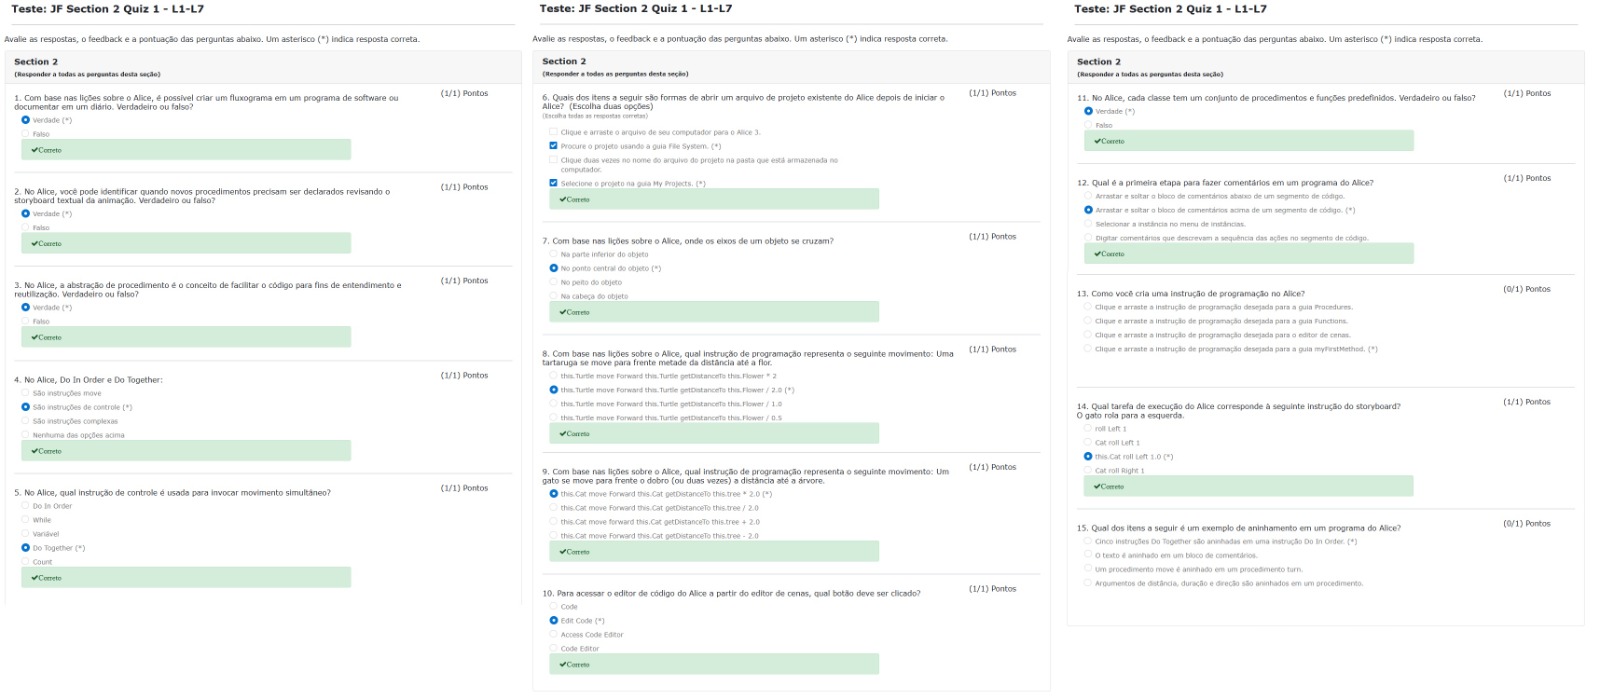 Teste: JF Section 2 Quiz 1 - L1-L7
Avalie as respostas, o feedback e a pontuação das perguntas abaixo. Um asterisco (*) indica resposta correta.
Section 2
(Responder a todas as perguntas desta seção)
1. Com base nas lições sobre o Alice, é possível criar um fluxograma em um programa de software ou
documentar em um diário. Verdadeiro ou falso?
(1/1) Pontos
Verdade (*)
Falso
✔Correto
2. No Alice, você pode identificar quando novos procedimentos precisam ser declarados revisando o
storyboard textual da animação. Verdadeiro ou falso?
(1/1) Pontos
Verdade (*)
Falso
✔Correto
3. No Alice, a abstração de procedimento é o conceito de facilitar o código para fins de entendimento e
reutilização. Verdadeiro ou falso?
(1/1) Pontos
Verdade (*)
Falso
✔Correto
4. No Alice, Do In Order e Do Together:
(1/1) Pontos
São instruções move
São instruções de controle (*)
São instruções complexas
Nenhuma das opções acima
✔Correto
5. No Alice, qual instrução de controle é usada para invocar movimento simultâneo?
(1/1) Pontos
Do In Order
While
Variável
Do Together (*)
Count
✔Correto
Teste: JF Section 2 Quiz 1 - L1-L7
Avalie as respostas, o feedback e a pontuação das perguntas abaixo. Um asterisco (*) indica resposta correta.
Section 2
(Responder a todas as perguntas desta seção)
6. Quais dos itens a seguir são formas de abrir um arquivo de projeto existente do Alice depois de iniciar o
Alice? (Escolha duas opções)
(1/1) Pontos
(Escolha todas as respostas corretas)
Clique e arraste o arquivo de seu computador para o Alice 3.
Procure o projeto usando a guia File System. (*)
Clique duas vezes no nome do arquivo do projeto na pasta que está armazenada no
computador.
Selecione o projeto na guia My Projects. (*)
✔Correto
7. Com base nas lições sobre o Alice, onde os eixos de um objeto se cruzam?
(1/1) Pontos
Na parte inferior do objeto
No ponto central do objeto (*)
No peito do objeto
Na cabeça do objeto
✔Correto
8. Com base nas lições sobre o Alice, qual instrução de programação representa o seguinte movimento: Uma
tartaruga se move para frente metade da distância até a flor.
(1/1) Pontos
this.Turtle move Forward this.Turtle getDistanceTo this.Flower * 2
this.Turtle move Forward this.Turtle getDistanceTo this.Flower / 2.0 (*)
this.Turtle move Forward this.Turtle getDistanceTo this.Flower / 1.0
this.Turtle move Forward this.Turtle getDistanceTo this.Flower / 0.5
✔Correto
9. Com base nas lições sobre o Alice, qual instrução de programação representa o seguinte movimento: Um
gato se move para frente o dobro (ou duas vezes) a distância até a árvore.
(1/1) Pontos
this.Cat move Forward this.Cat getDistanceTo this.tree * 2.0 (*)
this.Cat move Forward this.Cat getDistanceTo this.tree / 2.0
this.Cat move forward this.Cat getDistanceTo this.tree + 2.0
this.Cat move Forward this.Cat getDistanceTo this.tree - 2.0
✔Correto
10. Para acessar o editor de código do Alice a partir do editor de cenas, qual botão deve ser clicado?
(1/1) Pontos
Code
Edit Code (*)
Access Code Editor
Code Editor
✔Correto
Teste: JF Section 2 Quiz 1 - L1-L7
Avalie as respostas, o feedback e a pontuação das perguntas abaixo. Um asterisco (*) indica resposta correta.
Section 2
(Responder a todas as perguntas desta seção)
11. No Alice, cada classe tem um conjunto de procedimentos e funções predefinidos. Verdadeiro ou falso?
(1/1) Pontos
Verdade (*)
Falso
✔Correto
12. Qual é a primeira etapa para fazer comentários em um programa do Alice?
(1/1) Pontos
Arrastar e soltar o bloco de comentários abaixo de um segmento de código.
Arrastar e soltar o bloco de comentários acima de um segmento de código. (*)
Selecionar a instância no menu de instâncias.
Digitar comentários que descrevam a sequência das ações no segmento de código.
✔Correto
13. Como você cria uma instrução de programação no Alice?
(0/1) Pontos
Clique e arraste a instrução de programação desejada para a guia Procedures.
Clique e arraste a instrução de programação desejada para a guia Functions.
Clique e arraste a instrução de programação desejada para o editor de cenas.
Clique e arraste a instrução de programação desejada para a guia myFirstMethod. (*)
14. Qual tarefa de execução do Alice corresponde à seguinte instrução do storyboard?
O gato rola para a esquerda.
(1/1) Pontos
roll Left 1
Cat roll Left 1
this.Cat roll Left 1.0 (*)
Cat roll Right 1
✔Correto
15. Qual dos itens a seguir é um exemplo de aninhamento em um programa do Alice?
(0/1) Pontos
Cinco instruções Do Together são aninhadas em uma instrução Do In Order. (*)
O texto é aninhado em um bloco de comentários.
Um procedimento move é aninhado em um procedimento turn.
Argumentos de distância, duração e direção são aninhados em um procedimento.